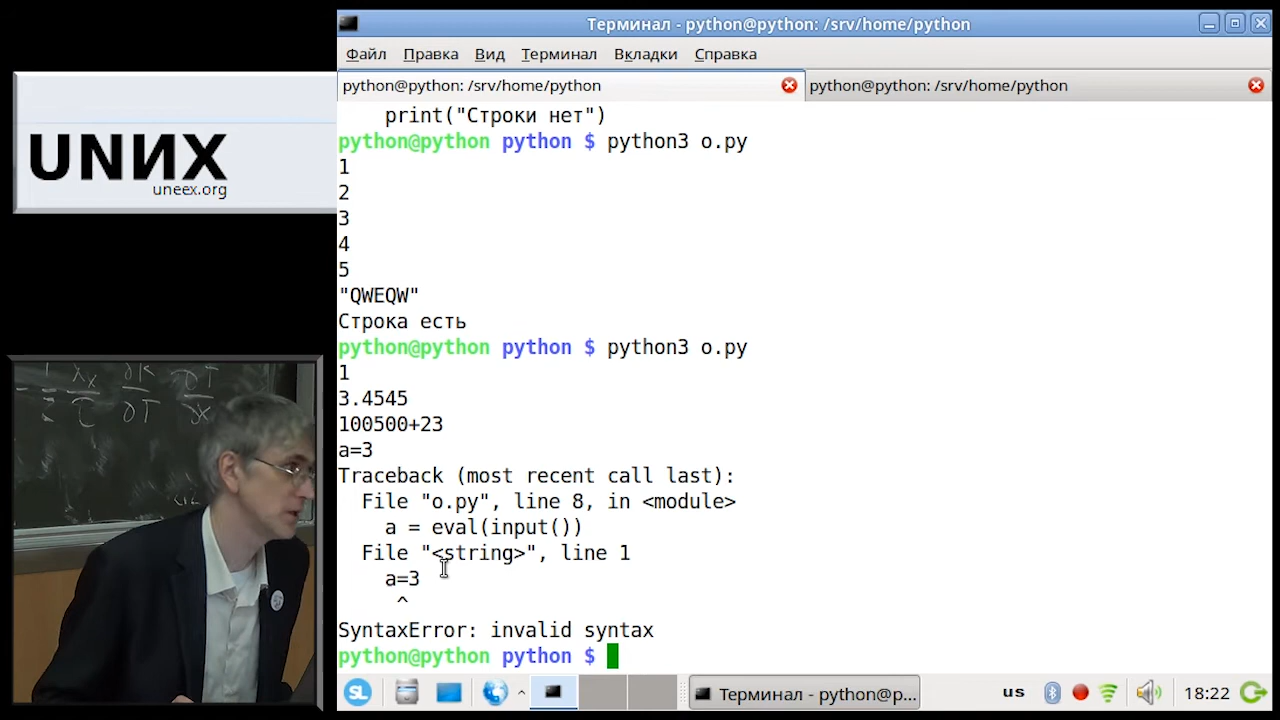 UNИX
uneex.org
Терминал - python@python: /srv/home/python
Файл Правка Вид Терминал Вкладки Справка
python@python: /srv/home/python python@python: /srv/home/python
print("Строки нет")
python@python python $ python3 o.py
1
2
3
4
5
"QWEQW"
Строка есть
python@python python $ python3 o.py
1
3.4545
100500+23
a=3
Traceback (most recent call last):
File "o.py", line 8, in <module>
a = eval(input())
File "<string>", line 1
a=3
^
SyntaxError: invalid syntax
python@python python $
SL Терминал - python@p... us 18:22